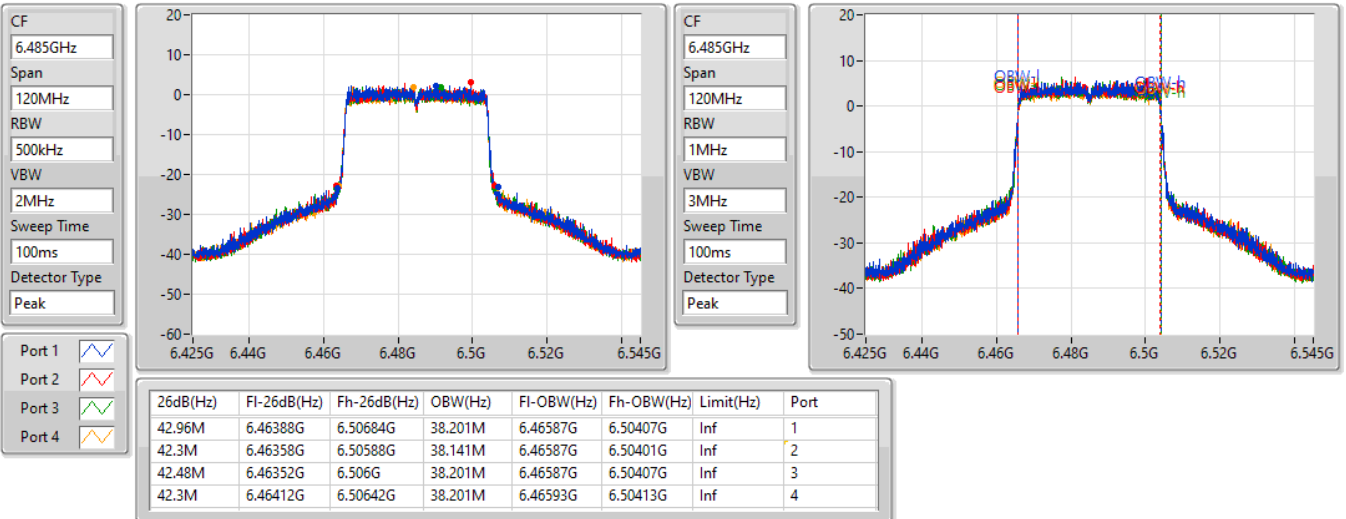 CF
6.485GHz
Span
120MHz
RBW
500kHz
VBW
2MHz
Sweep Time
100ms
Detector Type
Peak
20
10
0
-10
-20
-30
-40
-50
-60
6.425G 6.44G 6.46G 6.48G 6.5G 6.52G 6.545G
CF
6.485GHz
Span
120MHz
RBW
1MHz
VBW
3MHz
Sweep Time
100ms
Detector Type
Peak
20
10
0
-10
-20
-30
-40
-50
OBW-l
OBW-h
6.425G 6.44G 6.46G 6.48G 6.5G 6.52G 6.545G
Port 1
Port 2
Port 3
Port 4
26dB(Hz) Fl-26dB(Hz) Fh-26dB(Hz) OBW(Hz) Fl-OBW(Hz) Fh-OBW(Hz) Limit(Hz) Port
42.96M 6.46388G 6.50684G 38.201M 6.46587G 6.50407G Inf 1
42.3M 6.46358G 6.50588G 38.141M 6.46587G 6.50401G Inf 2
42.48M 6.46352G 6.506G 38.201M 6.46587G 6.50407G Inf 3
42.3M 6.46412G 6.50642G 38.201M 6.46593G 6.50413G Inf 4